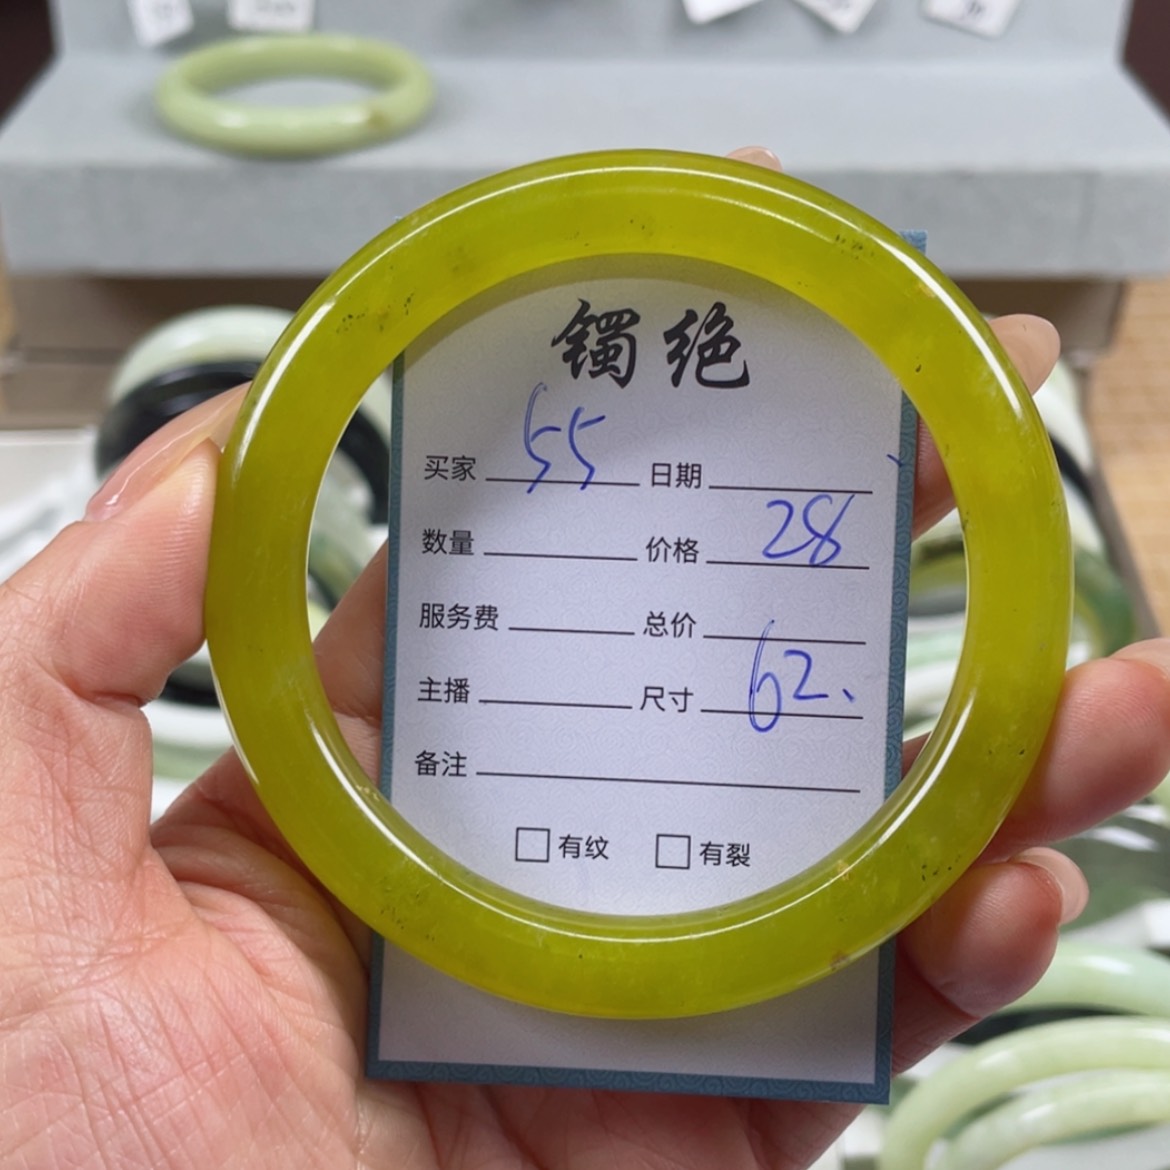 镯绝
买家 55 日期
数量 价格 28
服务费 总价
主播 尺寸 62、
备注
□ 有纹 □ 有裂